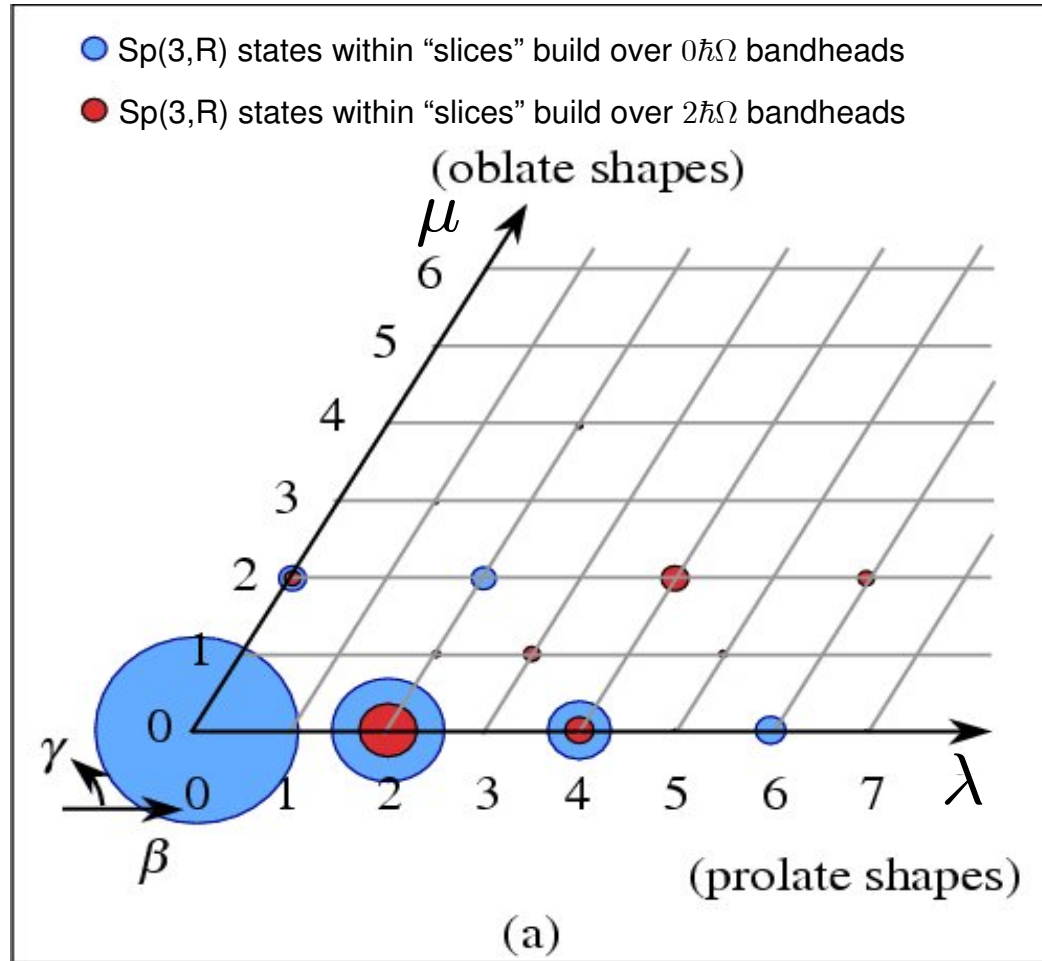 Sp(3,R) states within “slices” build over 0ℏΩ bandheads
Sp(3,R) states within “slices” build over 2ℏΩ bandheads
(oblate shapes)
μ
6
5
4
3
2
1
0
γ
0 1 2 3 4 5 6 7 λ
β
(prolate shapes)
(a)